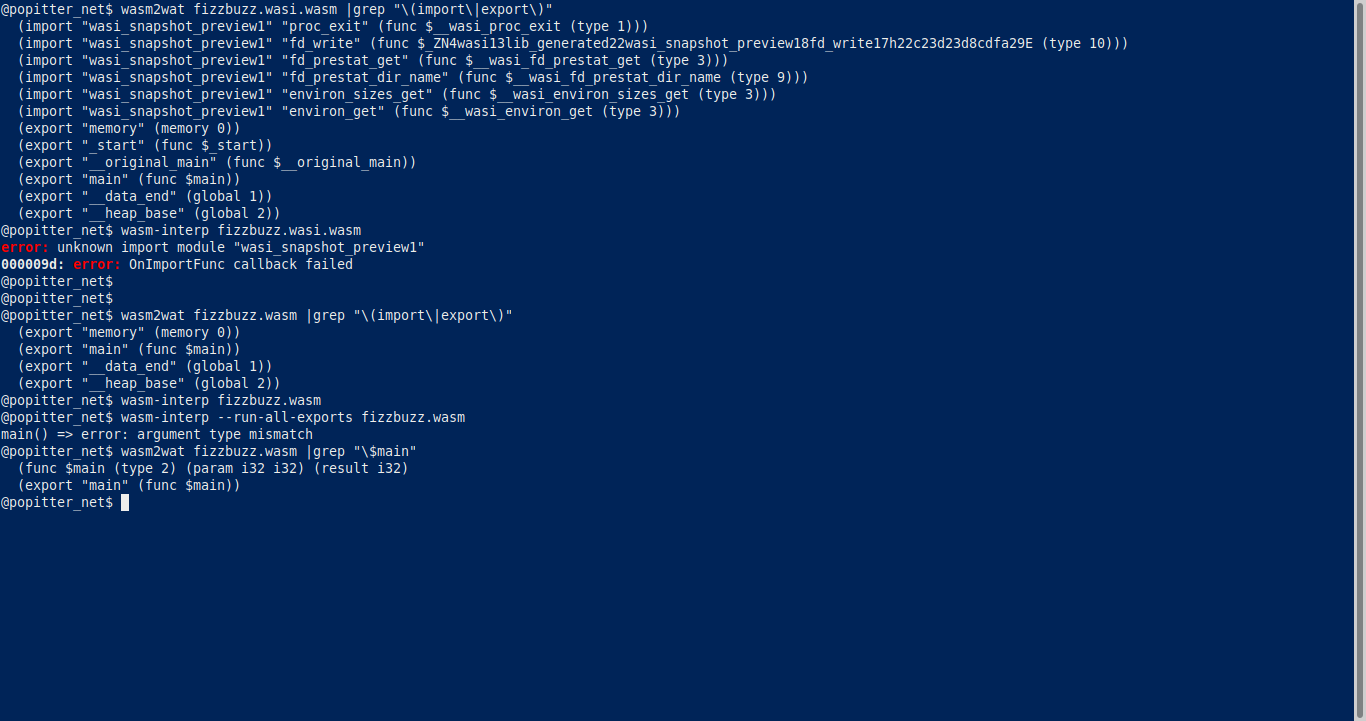 @popitter_net$ wasm2wat fizzbuzz.wasi.wasm |grep "\(import\|export\)"
  (import "wasi_snapshot_preview1" "proc_exit" (func $__wasi_proc_exit (type 1)))
  (import "wasi_snapshot_preview1" "fd_write" (func $_ZN4wasi13lib_generated22wasi_snapshot_preview18fd_write17h22c23d23d8cdfa29E (type 10)))
  (import "wasi_snapshot_preview1" "fd_prestat_get" (func $__wasi_fd_prestat_get (type 3)))
  (import "wasi_snapshot_preview1" "fd_prestat_dir_name" (func $__wasi_fd_prestat_dir_name (type 9)))
  (import "wasi_snapshot_preview1" "environ_sizes_get" (func $__wasi_environ_sizes_get (type 3)))
  (import "wasi_snapshot_preview1" "environ_get" (func $__wasi_environ_get (type 3)))
  (export "memory" (memory 0))
  (export "_start" (func $_start))
  (export "__original_main" (func $__original_main))
  (export "main" (func $main))
  (export "__data_end" (global 1))
  (export "__heap_base" (global 2))
@popitter_net$ wasm-interp fizzbuzz.wasi.wasm
error: unknown import module "wasi_snapshot_preview1"
000009d: error: OnImportFunc callback failed
@popitter_net$
@popitter_net$
@popitter_net$ wasm2wat fizzbuzz.wasm |grep "\(import\|export\)"
  (export "memory" (memory 0))
  (export "main" (func $main))
  (export "__data_end" (global 1))
  (export "__heap_base" (global 2))
@popitter_net$ wasm-interp fizzbuzz.wasm
@popitter_net$ wasm-interp --run-all-exports fizzbuzz.wasm
main() => error: argument type mismatch
@popitter_net$ wasm2wat fizzbuzz.wasm |grep "\$main"
  (func $main (type 2) (param i32 i32) (result i32)
  (export "main" (func $main))
@popitter_net$